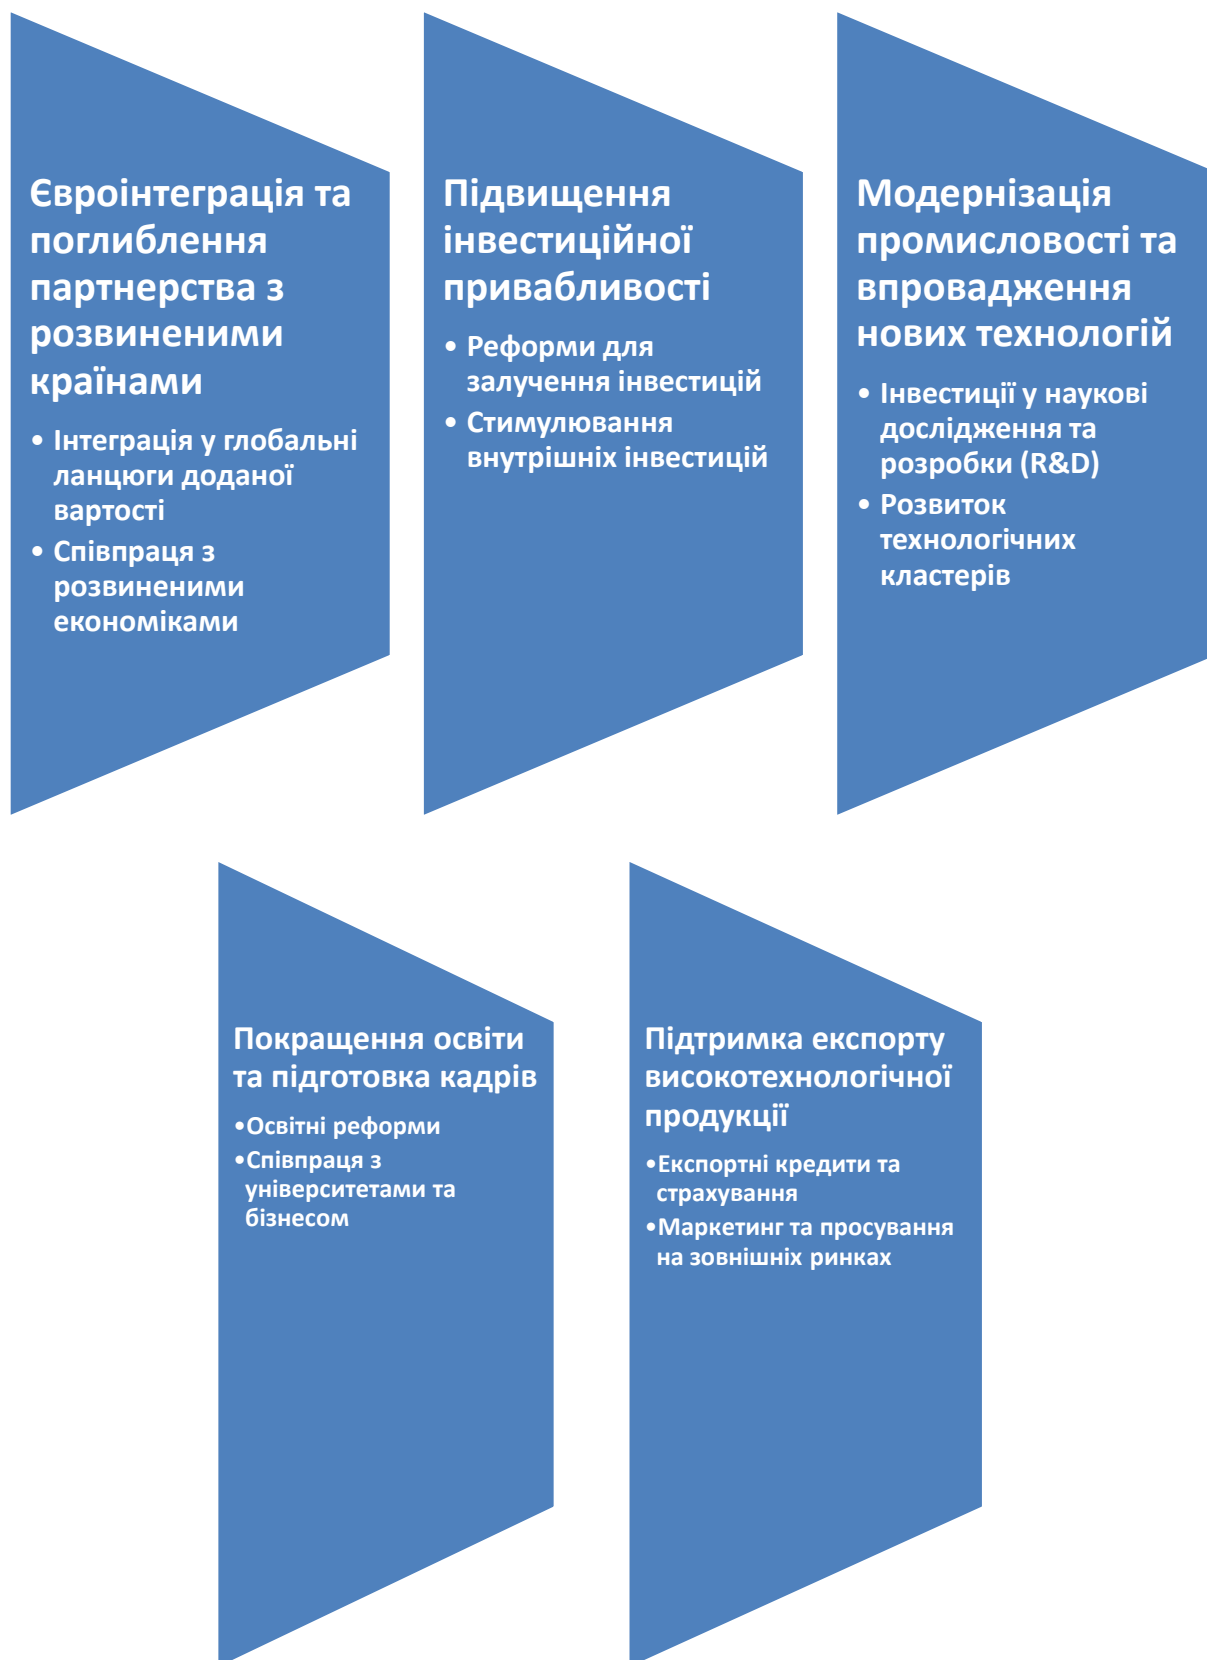 Євроінтеграція та
поглиблення
партнерства з
розвиненими
країнами
• Інтеграція у глобальні
ланцюги доданої
вартості
• Співпраця з
розвиненими
економіками
Підвищення
інвестиційної
привабливості
• Реформи для
залучення інвестицій
• Стимулювання
внутрішніх інвестицій
Модернізація
промисловості та
впровадження
нових технологій
• Інвестиції у наукові
дослідження та
розробки (R&D)
• Розвиток
технологічних
кластерів
Покращення освіти
та підготовка кадрів
•Освітні реформи
•Співпраця з
університетами та
бізнесом
Підтримка експорту
високотехнологічної
продукції
•Експортні кредити та
страхування
•Маркетинг та просування
на зовнішніх ринках